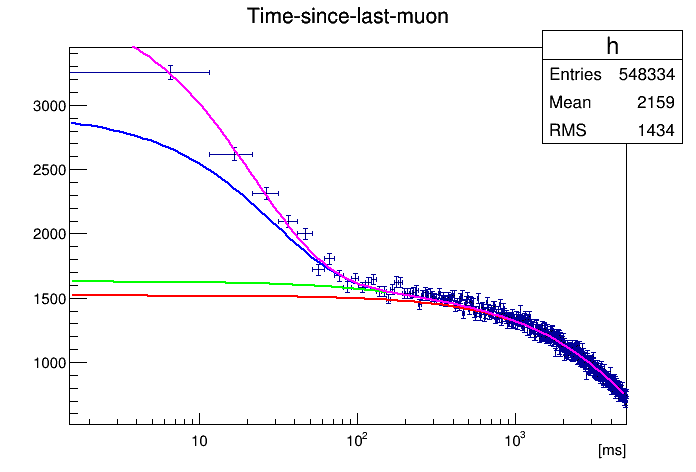 Time-since-last-muon
h
Entries 548334
Mean 2159
RMS 1434
3000
2500
2000
1500
1000
10 10² 10³
[ms]